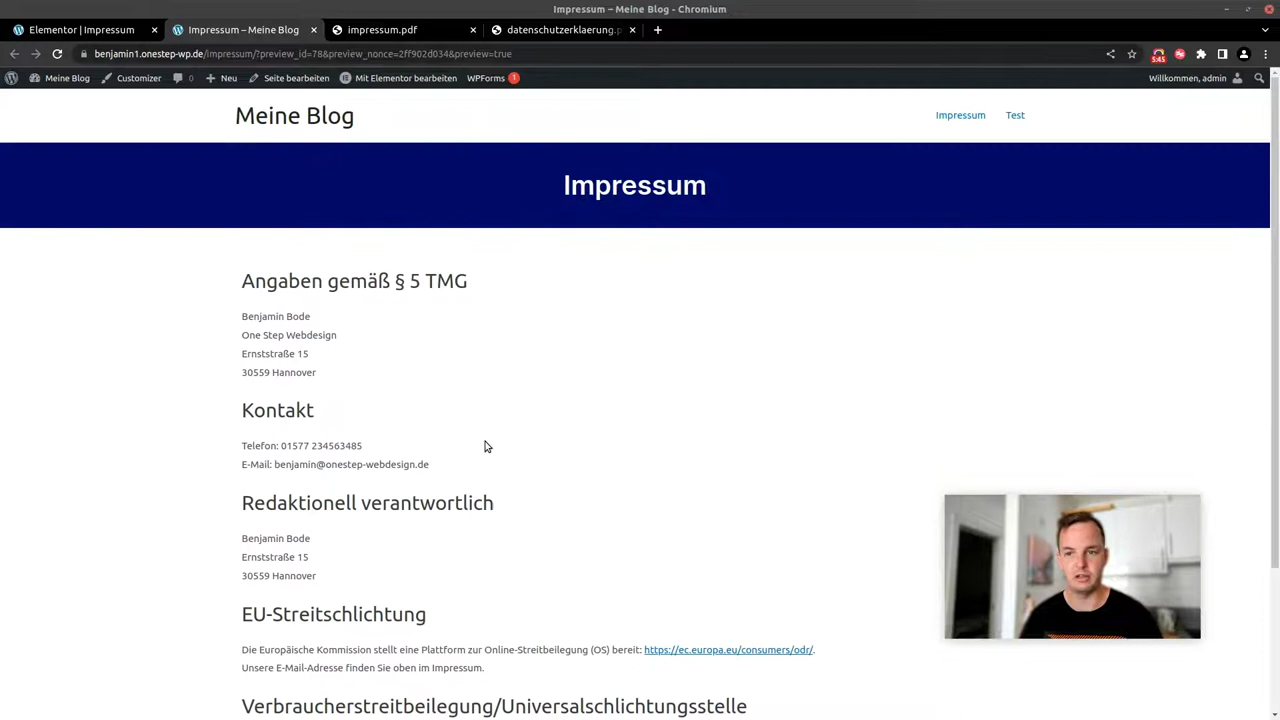 Impressum – Meine Blog - Chromium
Elementor | Impressum
Impressum – Meine Blog
impressum.pdf
datenschutzerklaerung.p
benjamin1.onestep-wp.de/impressum/?preview_id=78&preview_nonce=2ff902d034&preview=true
5:45
Meine Blog
Customizer
0
Neu
Seite bearbeiten
Mit Elementor bearbeiten
WPForms 1
Willkommen, admin
Meine Blog
Impressum
Test
Impressum
Angaben gemäß § 5 TMG
Benjamin Bode
One Step Webdesign
Ernststraße 15
30559 Hannover
Kontakt
Telefon: 01577 234563485
E-Mail: benjamin@onestep-webdesign.de
Redaktionell verantwortlich
Benjamin Bode
Ernststraße 15
30559 Hannover
EU-Streitschlichtung
Die Europäische Kommission stellt eine Plattform zur Online-Streitbeilegung (OS) bereit: https://ec.europa.eu/consumers/odr/.
Unsere E-Mail-Adresse finden Sie oben im Impressum.
Verbraucherstreitbeilegung/Universalschlichtungsstelle